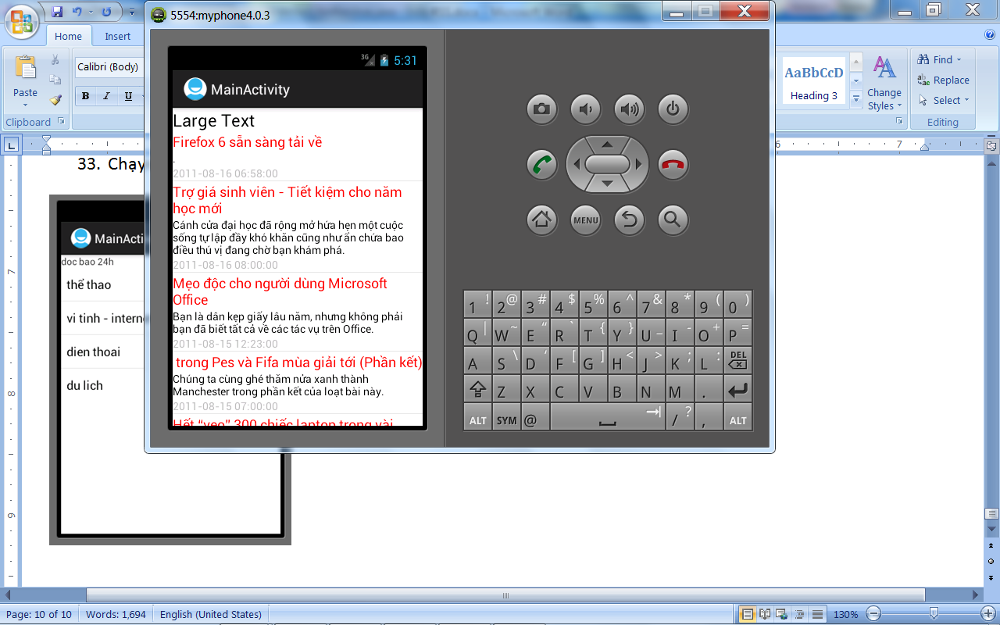 5554:myphone4.0.3
Home Insert
Calibri (Body)
Paste
B I U
Clipboard
AaBbCcD
Heading 3
Change Styles
Find
Replace
Select
Editing
6 7
33. Chạy
MainActi
doc bao 24h
thể thao
vi tinh - interne
dien thoai
du lich
7
8
9
3G 5:31
MainActivity
Large Text
Firefox 6 sẵn sàng tải về
.
2011-08-16 06:58:00
Trợ giá sinh viên - Tiết kiệm cho năm
học mới
Cánh cửa đại học đã rộng mở hứa hẹn một cuộc
sống tự lập đầy khó khăn cũng như ẩn chứa bao
điều thú vị đang chờ bạn khám phá.
2011-08-16 08:00:00
Mẹo độc cho người dùng Microsoft
Office
Bạn là dân kẹp giấy lâu năm, nhưng không phải
bạn đã biết tất cả về các tác vụ trên Office.
2011-08-15 12:23:00
trong Pes và Fifa mùa giải tới (Phần kết)
Chúng ta cùng ghé thăm nửa xanh thành
Manchester trong phần kết của loạt bài này.
2011-08-15 07:00:00
Hết “veo” 300 chiếc laptop trong vài
MENU
1 ! 2 @ 3 # 4 $ 5 % 6 ^ 7 & 8 * 9 ( 0 )
Q | W ~ E “ R ` T { Y } U _ I - O + P =
A S \ D ‘ F [ G ] H < J > K ; L : DEL
Z X C V B N M .
ALT SYM @ / ? , ALT
Page: 10 of 10 Words: 1,694 English (United States) 130%